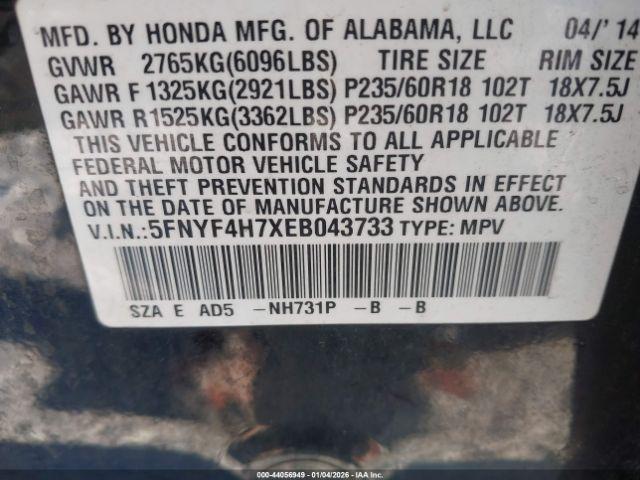 MFD. BY HONDA MFG. OF ALABAMA, LLC 04/'14
GVWR 2765KG(6096LBS) TIRE SIZE RIM SIZE
GAWR F 1325KG(2921LBS) P235/60R18 102T 18X7.5J
GAWR R1525KG(3362LBS) P235/60R18 102T 18X7.5J
THIS VEHICLE CONFORMS TO ALL APPLICABLE
FEDERAL MOTOR VEHICLE SAFETY
AND THEFT PREVENTION STANDARDS IN EFFECT
ON THE DATE OF MANUFACTURE SHOWN ABOVE.
V.I.N.:5FNYF4H7XEB043733 TYPE: MPV
SZA E AD5 -NH731P -B -B
000-44056949 - 01/04/2026 - IAA Inc.